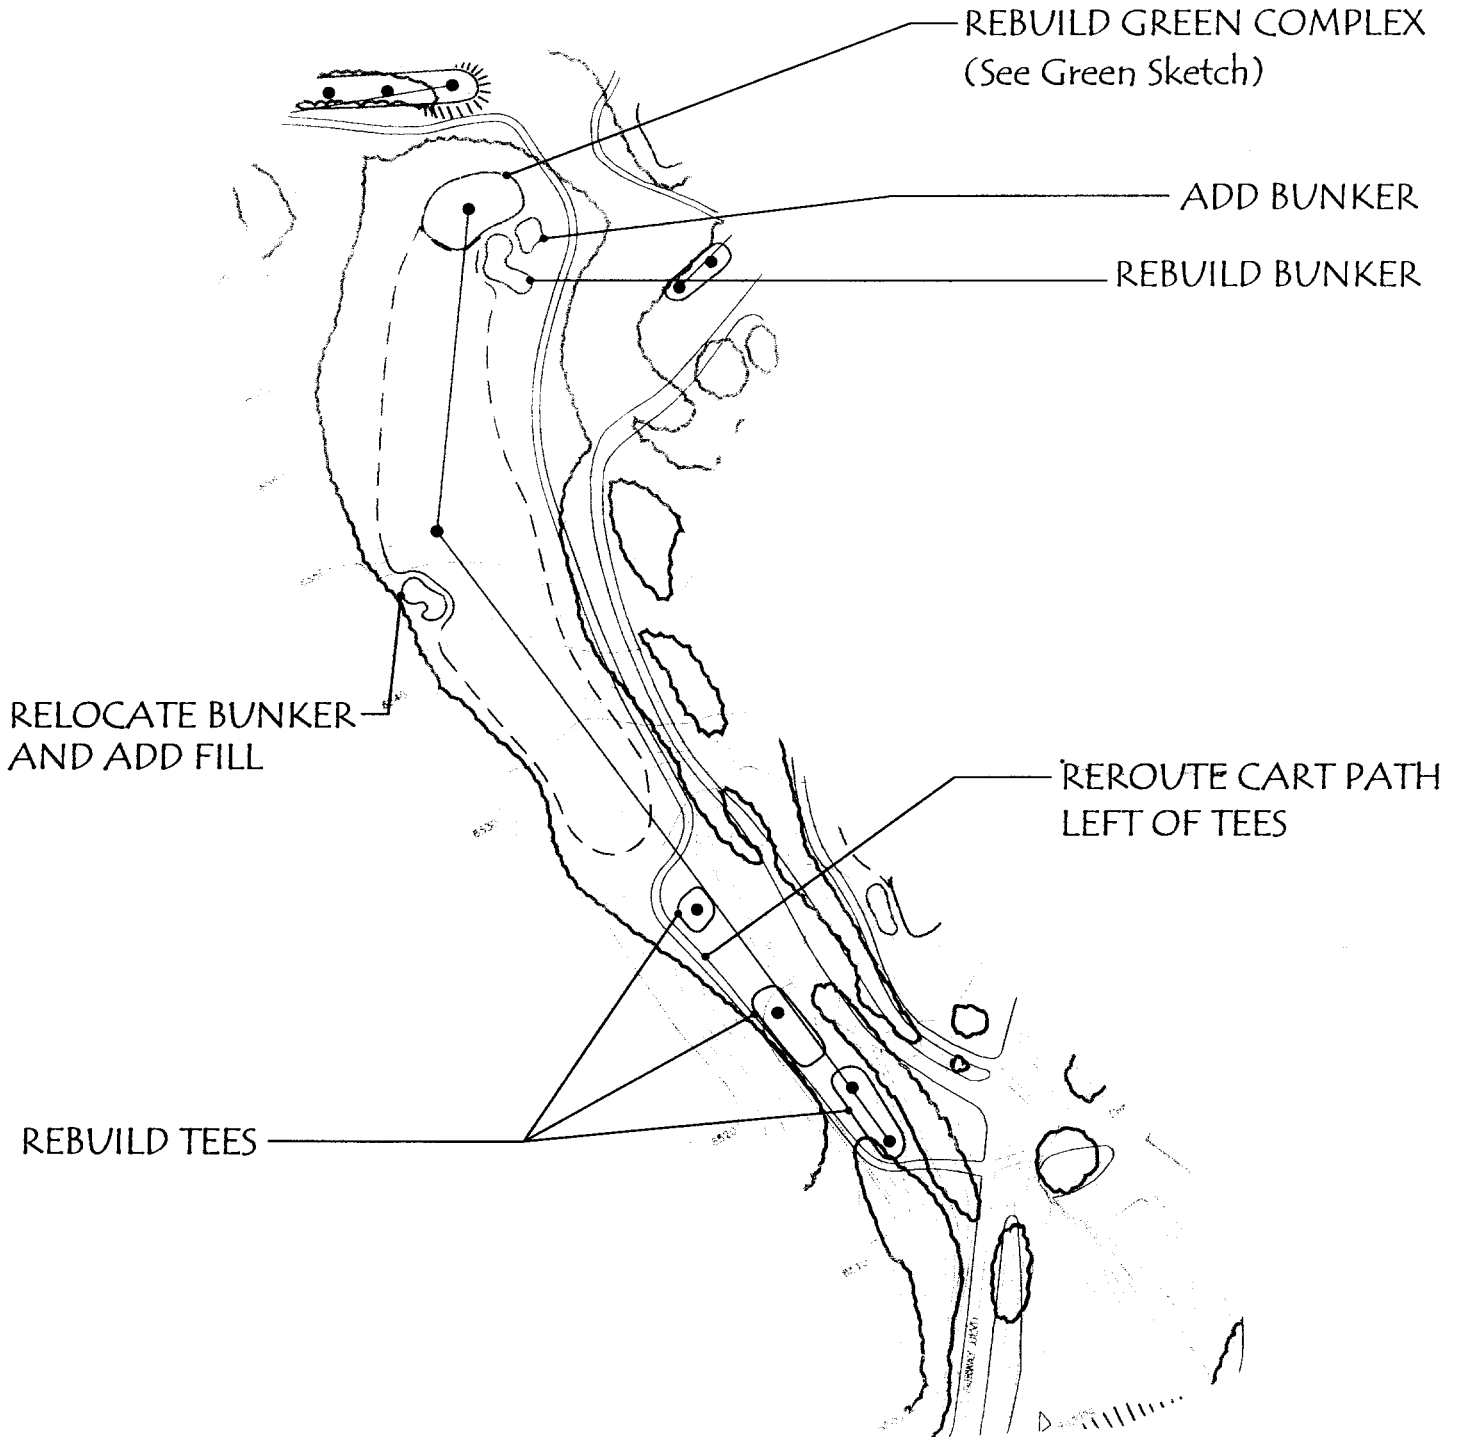 REBUILD GREEN COMPLEX
(See Green Sketch)
ADD BUNKER
REBUILD BUNKER
RELOCATE BUNKER
AND ADD FILL
REROUTE CART PATH
LEFT OF TEES
REBUILD TEES